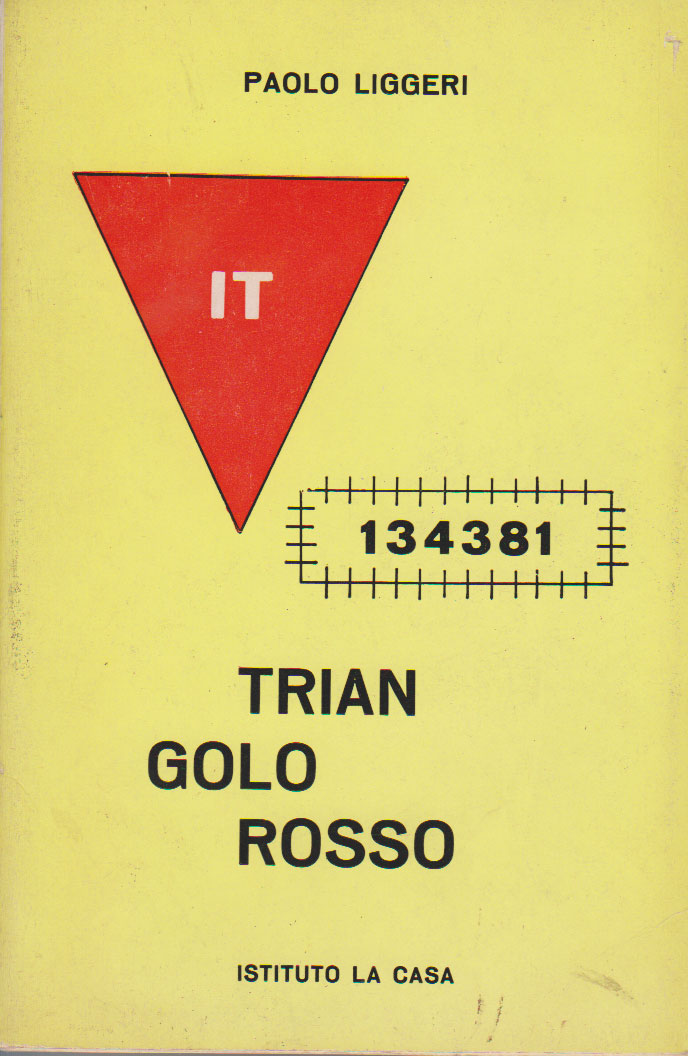 PAOLO LIGGERI
IT
134381
TRIAN
GOLO
ROSSO
ISTITUTO LA CASA